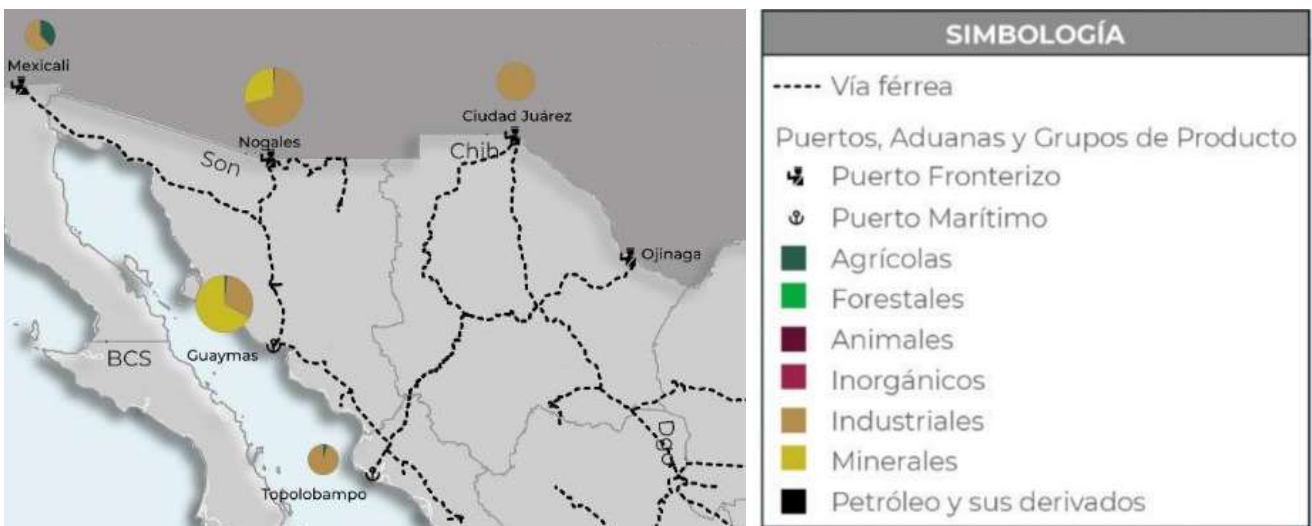 Mexicali
Nogales
Ciudad Juárez
Son
Chih
Ojinaga
Guaymas
BCS
Topolobampo
Dgo
SIMBOLOGÍA
Vía férrea
Puertos, Aduanas y Grupos de Producto
Puerto Fronterizo
Puerto Marítimo
Agrícolas
Forestales
Animales
Inorgánicos
Industriales
Minerales
Petróleo y sus derivados